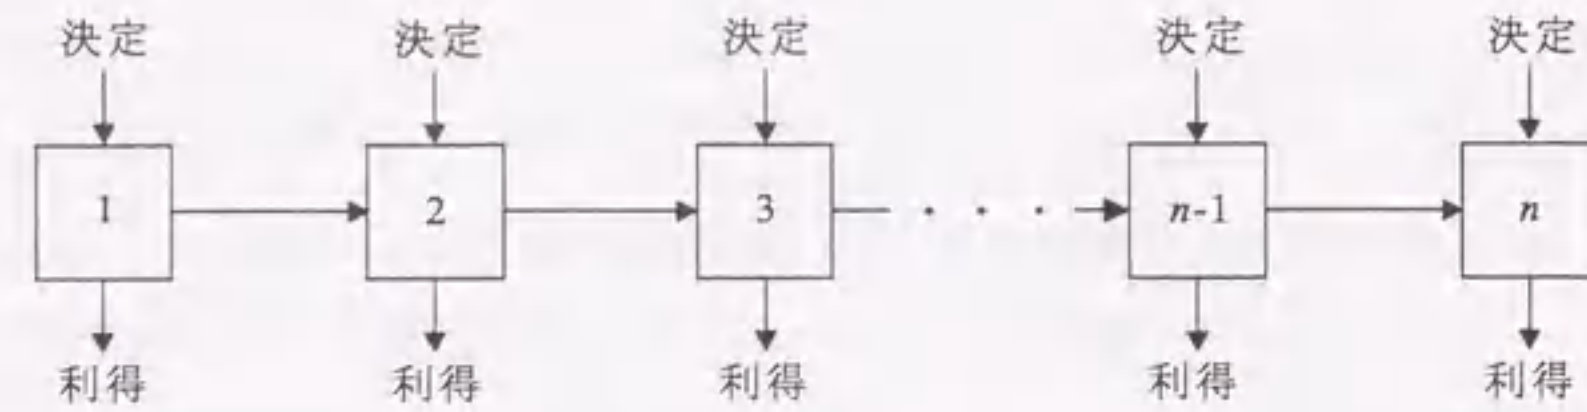 決定 決定 決定 決定 決定
1 2 3 · · · n-1 n
利得 利得 利得 利得 利得